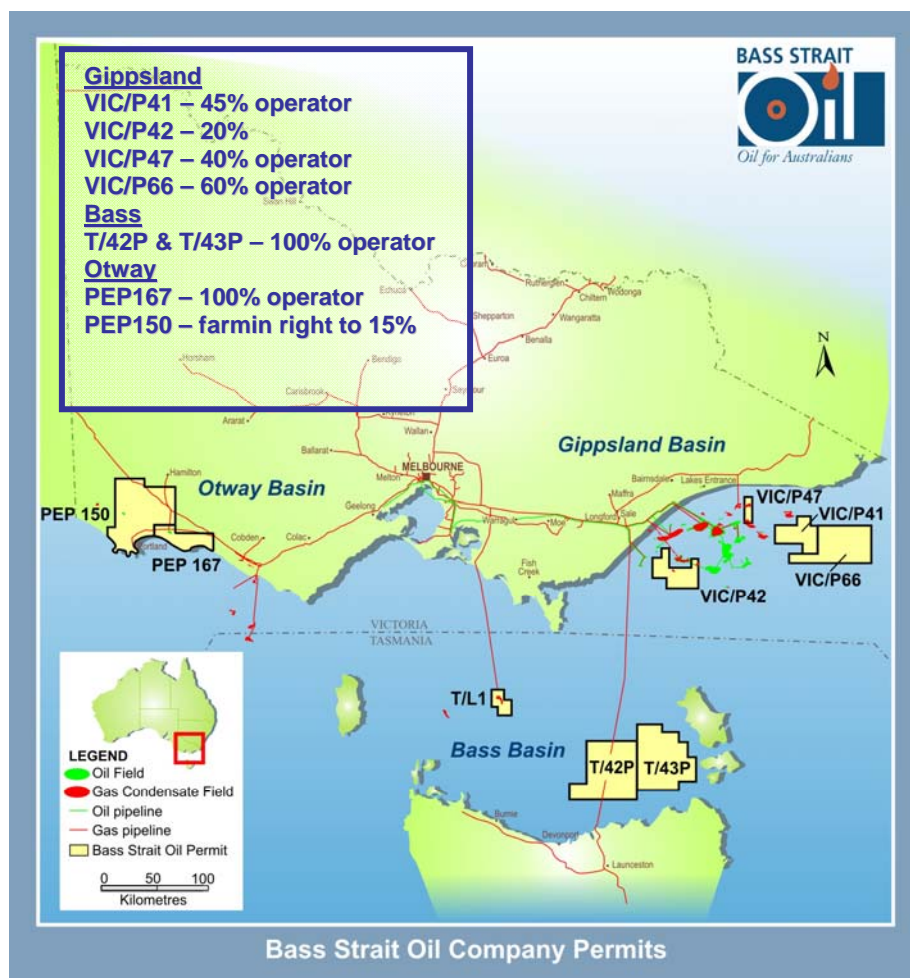 Gippsland
VIC/P41 – 45% operator
VIC/P42 – 20%
VIC/P47 – 40% operator
VIC/P66 – 60% operator
Bass
T/42P & T/43P – 100% operator
Otway
PEP167 – 100% operator
PEP150 – farmin right to 15%
BASS STRAIT
Oil
Oil for Australians
Swan Hill
Echuca
Rutherglen
Wodonga
Chiltern
Shepparton
Wangaratta
Benalla
Euroa
Horsham
Bendigo
Carisbrook
Ararat
Wallan
N
Ballarat
MELBOURNE
Melton
Gippsland Basin
Otway Basin
Hamilton
Geelong
Bairnsdale
Lakes Entrance
Maffra
Sale
Longford
Warragul
Moe
VIC/P47
VIC/P41
PEP 150
Portland
PEP 167
Cobden
Colac
Fish
Creek
VIC/P42
VIC/P66
VICTORIA
TASMANIA
T/L1
Bass Basin
T/42P
T/43P
LEGEND
Oil Field
Gas Condensate Field
Oil pipeline
Gas pipeline
Bass Strait Oil Permit
0 50 100
Kilometres
Burnie
Devonport
Launceston
Bass Strait Oil Company Permits